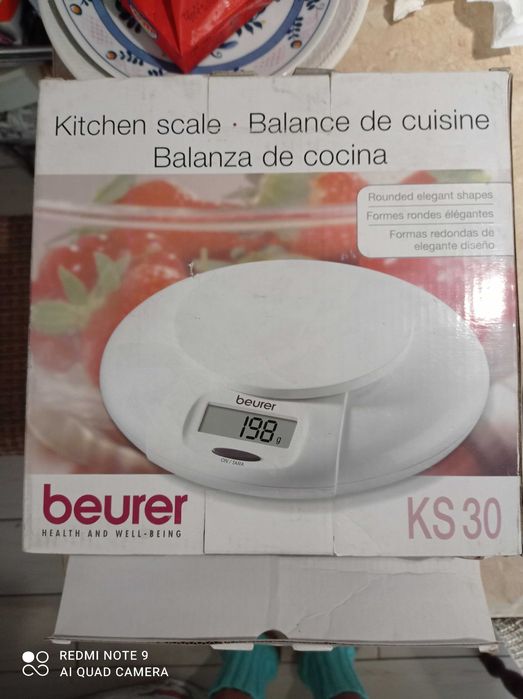 Kitchen scale · Balance de cuisine
Balanza de cocina
Rounded elegant shapes
Formes rondes élégantes
Formas redondas de
elegante diseño
beurer
198 g
ON / TARA
beurer
HEALTH AND WELL-BEING
KS 30
REDMI NOTE 9
AI QUAD CAMERA